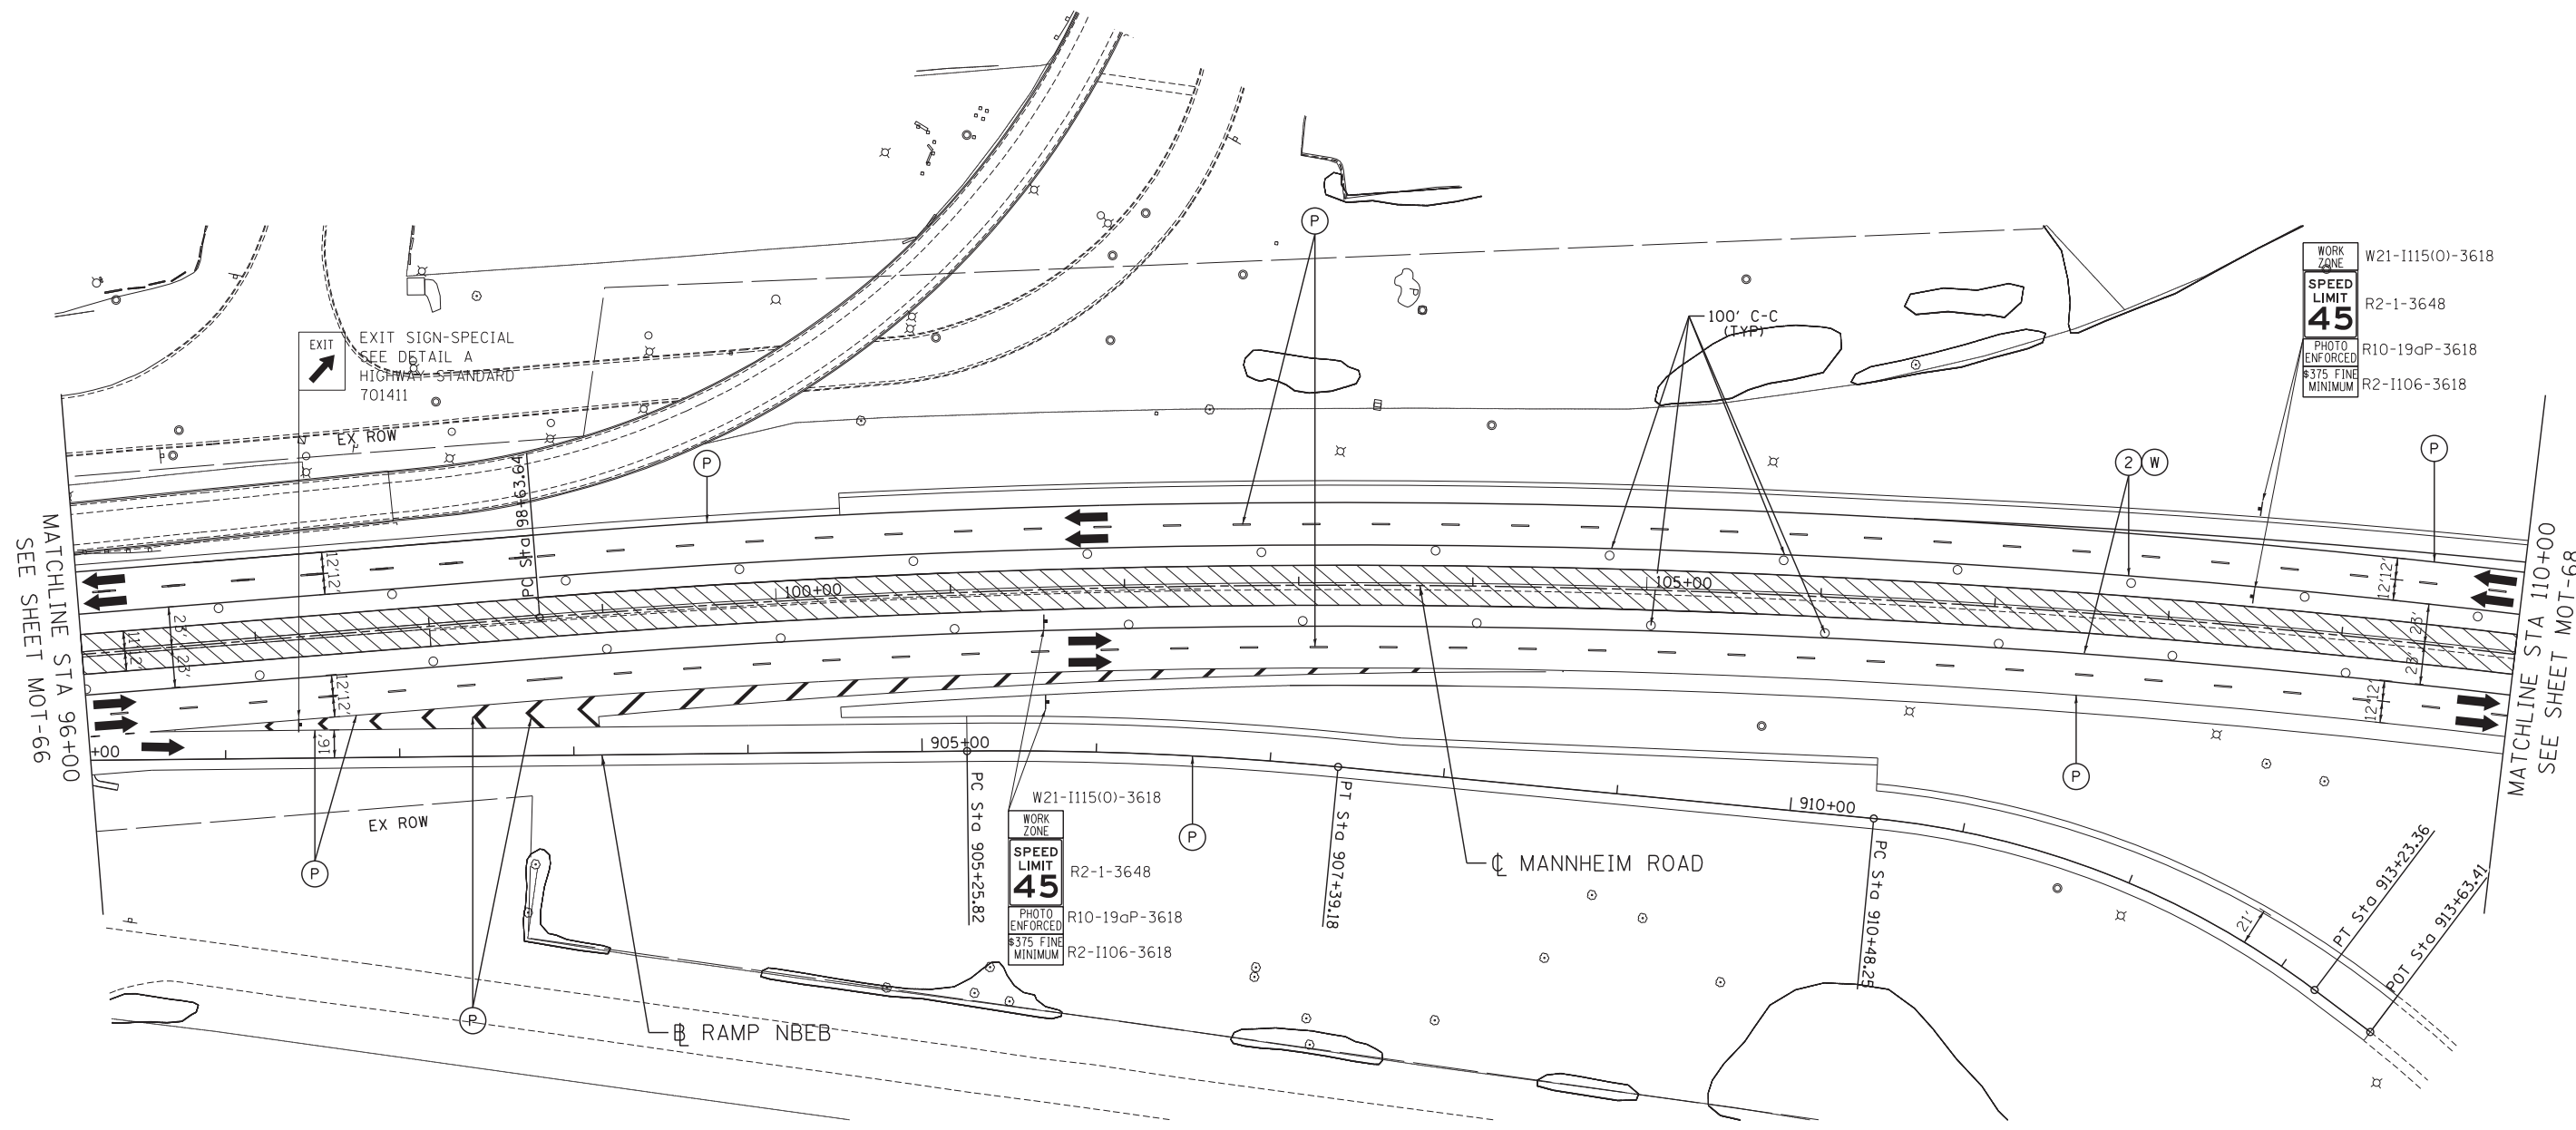 EXIT
EXIT SIGN-SPECIAL
SEE DETAIL A
HIGHWAY STANDARD
701411
EX ROW
PC Sta 98+63.64
P
P
100' C-C
(TYP)
WORK
ZONE
SPEED
LIMIT
45
PHOTO
ENFORCED
$375 FINE
MINIMUM
W21-I115(O)-3618
R2-1-3648
R10-19aP-3618
R2-I106-3618
2 W
P
MATCHLINE STA 96+00
SEE SHEET MOT-66
12' 12'
23'
23'
11' 2'
12' 12'
16'
100+00
105+00
12' 12'
23'
23'
12' 12'
MATCHLINE STA 110+00
SEE SHEET MOT-68
+00
905+00
910+00
EX ROW
P
P
P
P
PC Sta 905+25.82
PT Sta 907+39.18
PC Sta 910+48.25
PT Sta 913+23.36
POT Sta 913+63.41
21'
W21-I115(O)-3618
WORK
ZONE
SPEED
LIMIT
45
PHOTO
ENFORCED
$375 FINE
MINIMUM
R2-1-3648
R10-19aP-3618
R2-I106-3618
℄ MANNHEIM ROAD
BL RAMP NBEB